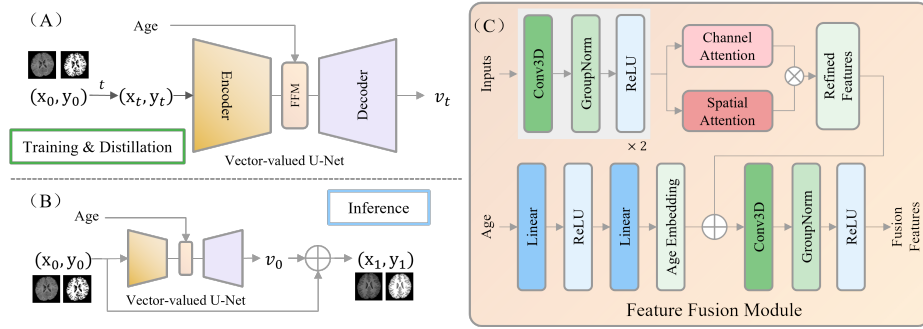 (A)
Age
Encoder
FFM
Decoder
(x₀, y₀)
t
(xₜ, yₜ)
vₜ
Training & Distillation
Vector-valued U-Net
(B)
Inference
Age
(x₀, y₀)
v₀
(x₁, y₁)
Vector-valued U-Net
(C)
Inputs
Conv3D
GroupNorm
ReLU
× 2
Channel
Attention
Spatial
Attention
Refined
Features
Age
Linear
ReLU
Linear
Age Embedding
Conv3D
GroupNorm
ReLU
Fusion
Features
Feature Fusion Module